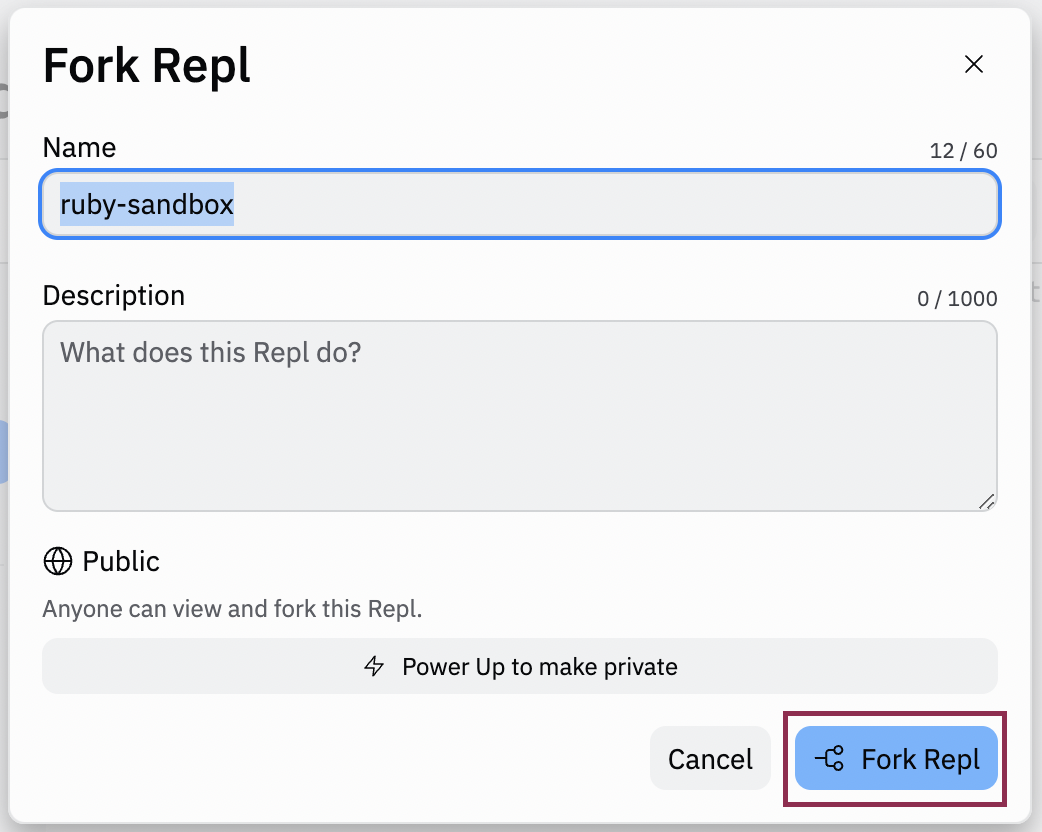 Fork Repl
Name
12 / 60
ruby-sandbox
Description
0 / 1000
What does this Repl do?
Public
Anyone can view and fork this Repl.
Power Up to make private
Cancel
Fork Repl